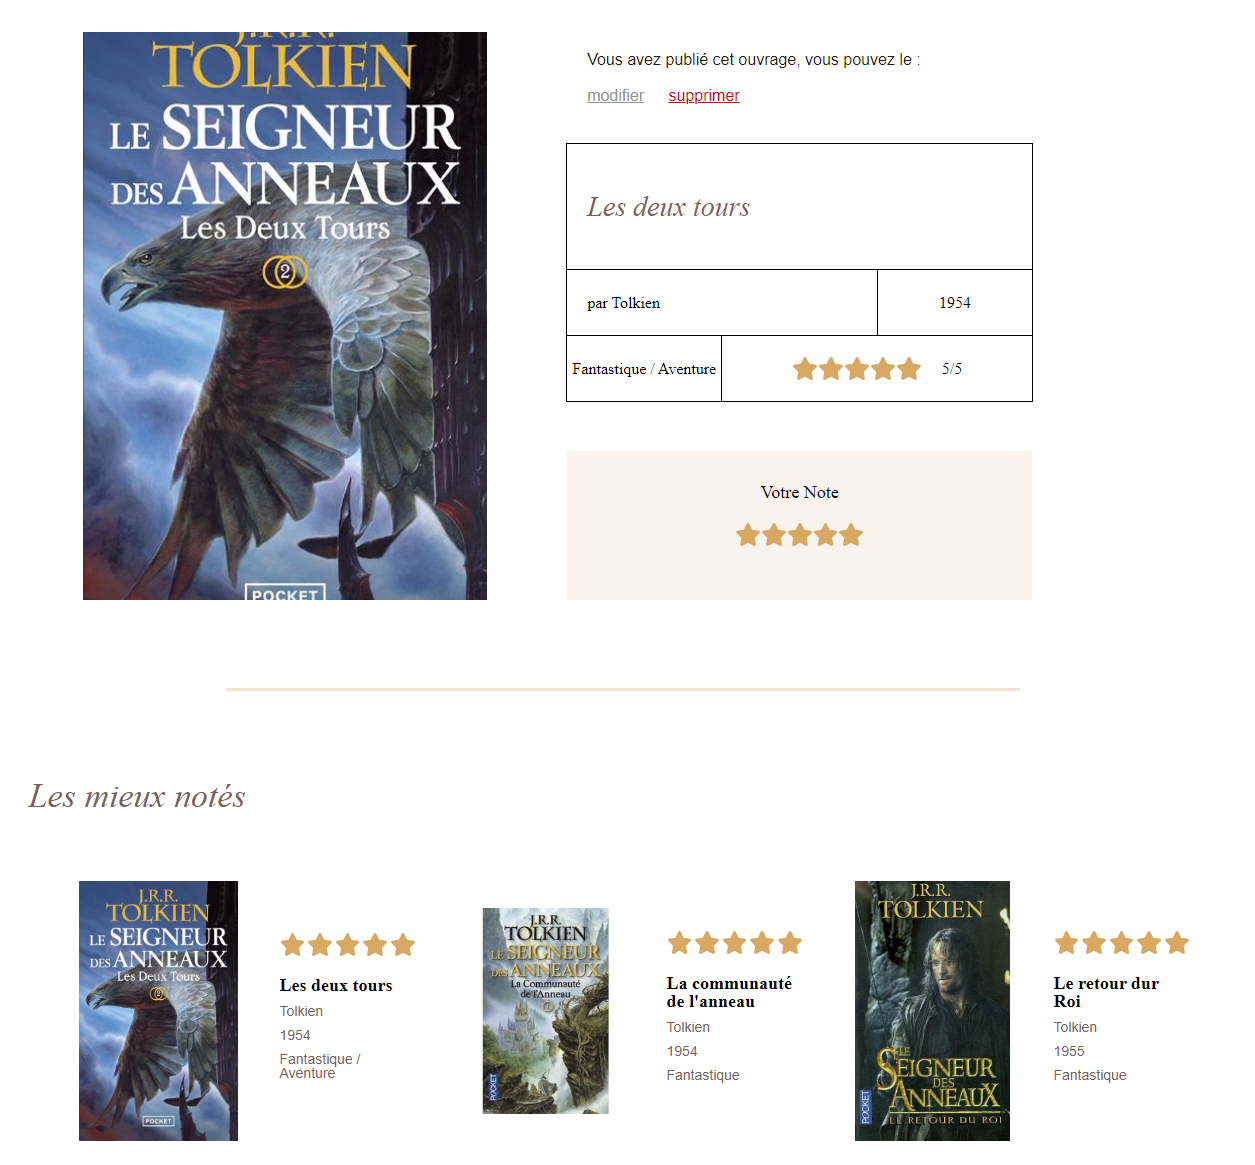 J.R.R.
TOLKIEN
LE SEIGNEUR
DES ANNEAUX
Les Deux Tours
2
POCKET
Vous avez publié cet ouvrage, vous pouvez le :
modifier supprimer
Les deux tours
par Tolkien 1954
Fantastique / Aventure 5/5
Votre Note
Les mieux notés
J.R.R.
TOLKIEN
LE SEIGNEUR
DES ANNEAUX
Les Deux Tours
2
POCKET
Les deux tours
Tolkien
1954
Fantastique /
Aventure
J.R.R.
TOLKIEN
LE SEIGNEUR
DES ANNEAUX
La Communauté
de l'Anneau
POCKET
La communauté
de l'anneau
Tolkien
1954
Fantastique
J.R.R.
TOLKIEN
LE
SEIGNEUR
DES
ANNEAUX
LE RETOUR DU ROI
POCKET
Le retour dur
Roi
Tolkien
1955
Fantastique